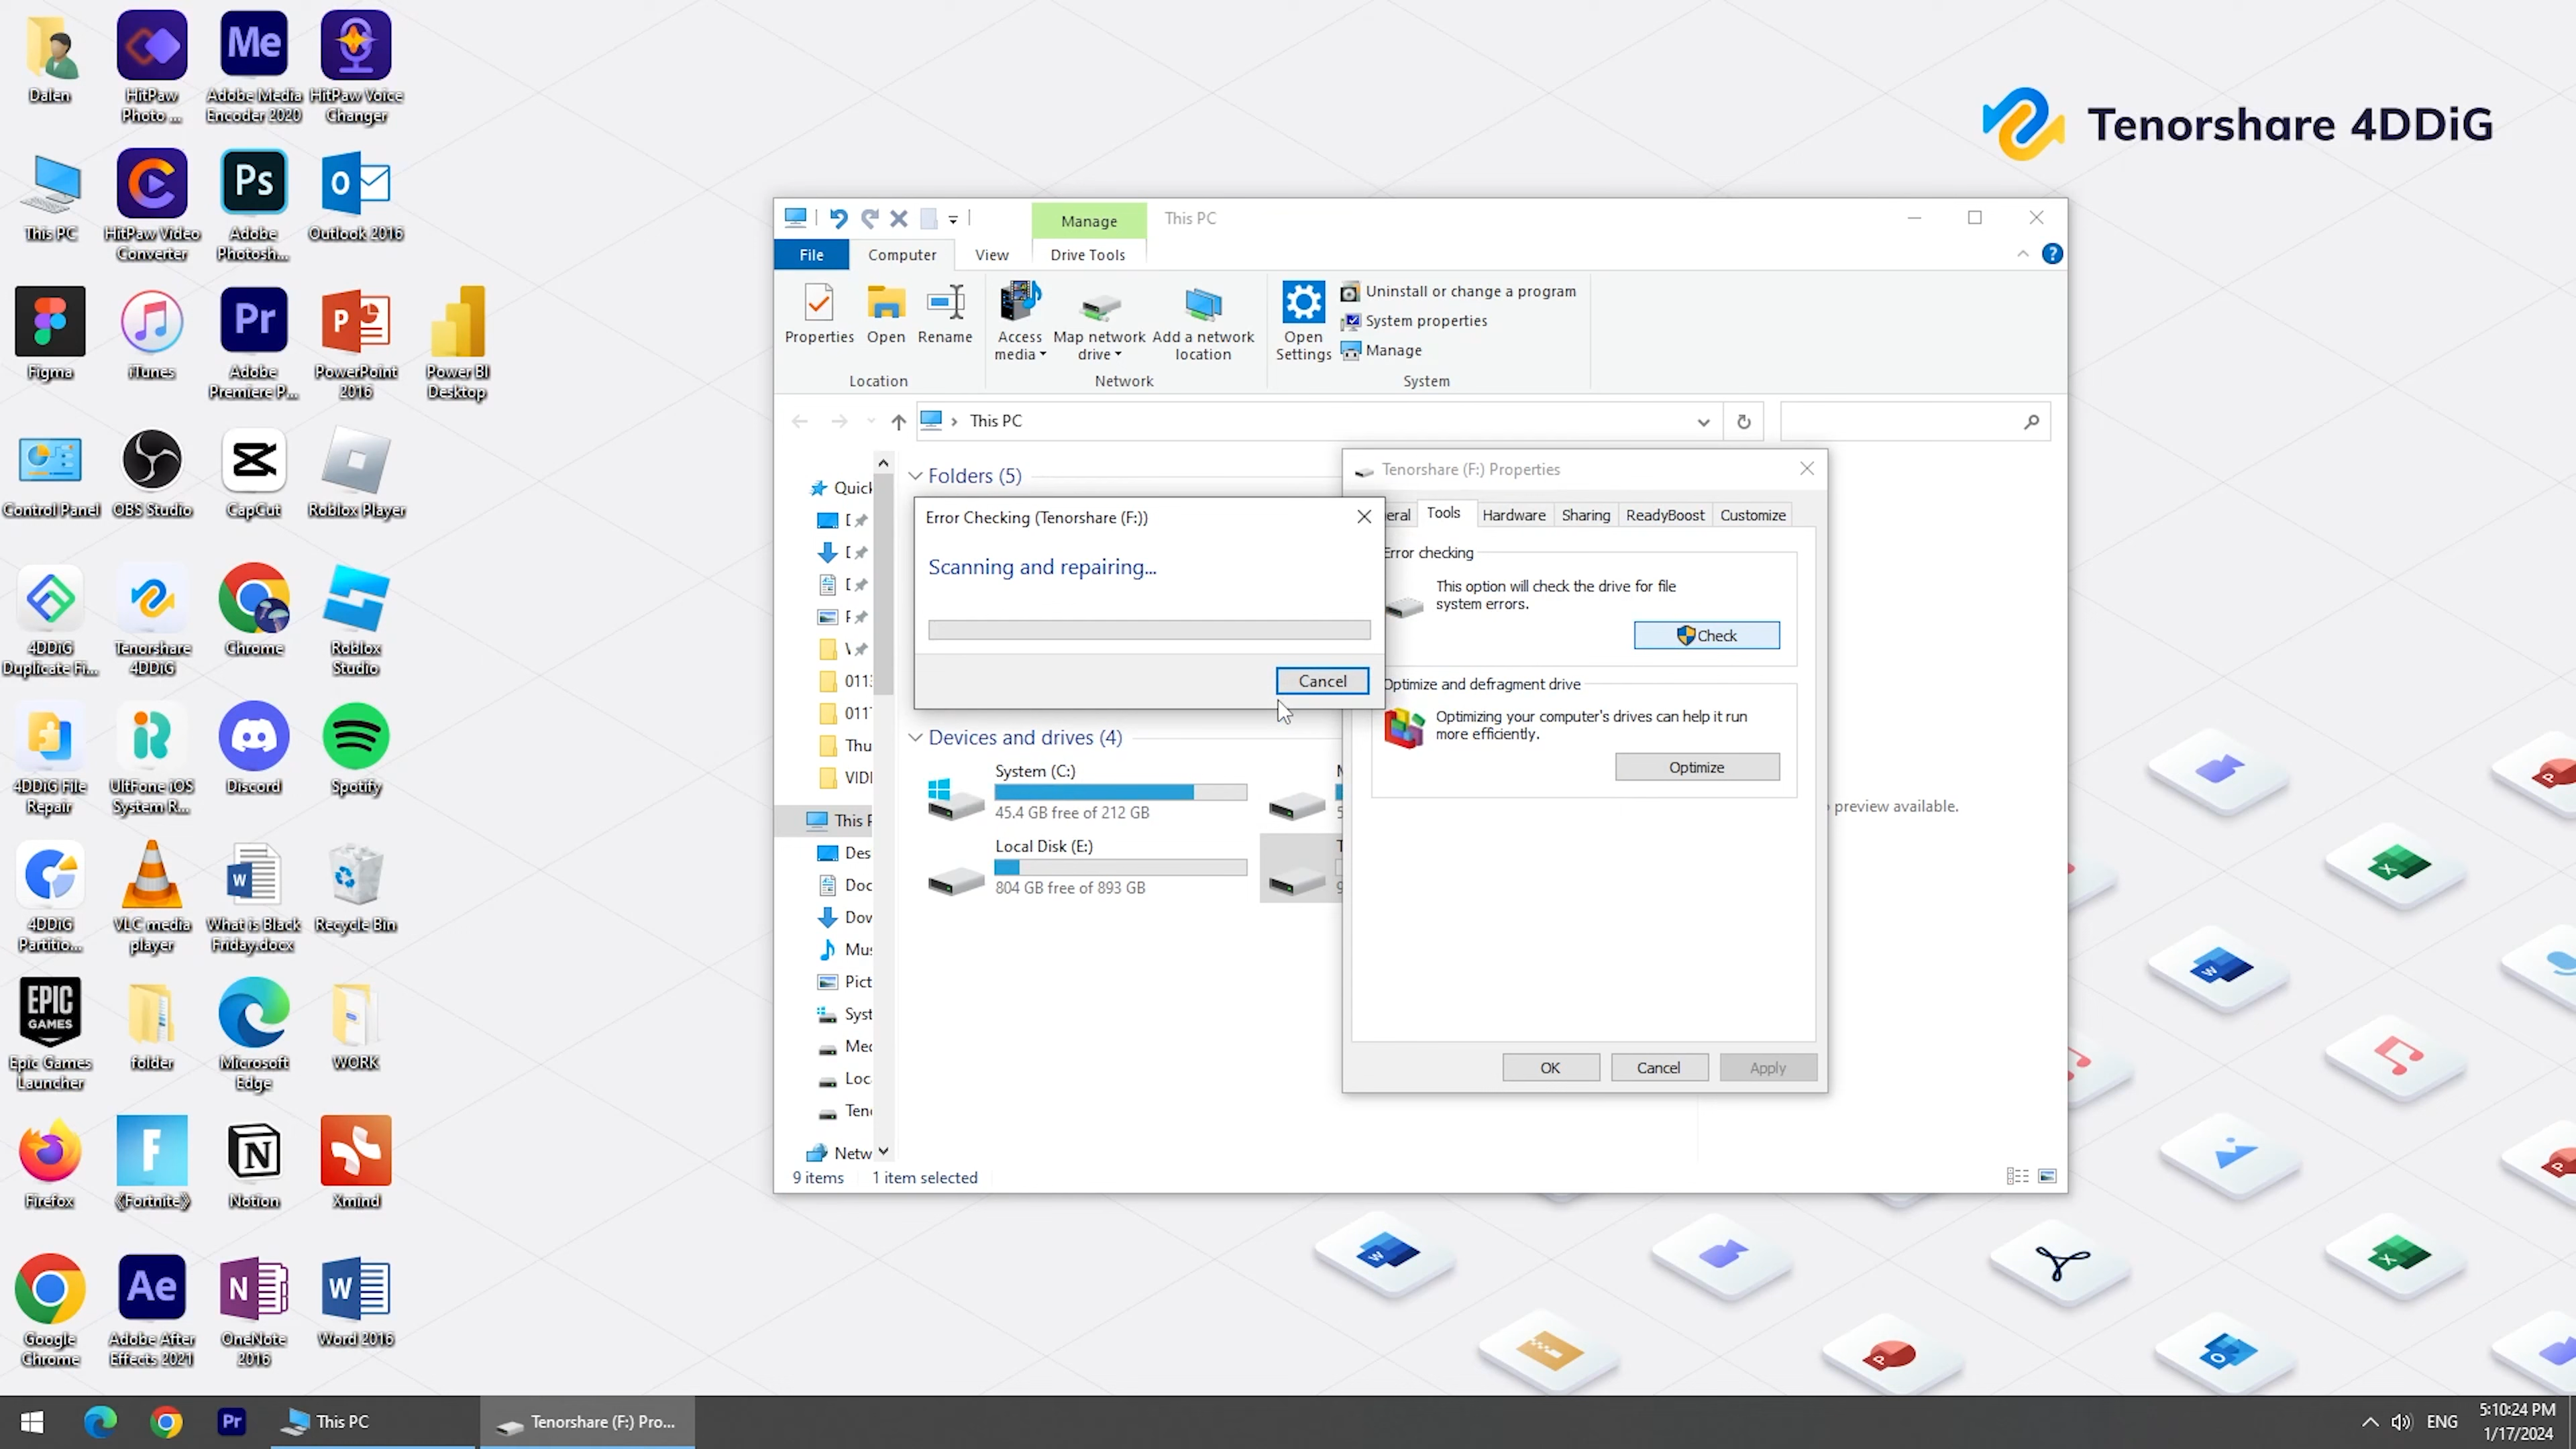 Dalen
HitPaw
Photo ...
Adobe Media
Encoder 2020
HitPaw Voice
Changer
This PC
HitPaw Video
Converter
Adobe
Photosh...
Outlook 2016
Figma
iTunes
Adobe
Premiere P...
PowerPoint
2016
Power BI
Desktop
Control Panel
OBS Studio
CapCut
Roblox Player
4DDiG
Duplicate Fi...
Tenorshare
4DDiG
Chrome
Roblox
Studio
4DDiG File
Repair
UltFone iOS
System R...
Discord
Spotify
4DDiG
Partitio...
VLC media
player
What is Black
Friday.docx
Recycle Bin
EPIC
GAMES
Epic Games
Launcher
folder
Microsoft
Edge
WORK
Firefox
《Fortnite》
Notion
Xmind
Google
Chrome
Adobe After
Effects 2021
OneNote
2016
Word 2016
Tenorshare 4DDiG
Manage
This PC
File
Computer
View
Drive Tools
Properties
Open
Rename
Access
media
Map network
drive
Add a network
location
Open
Settings
Uninstall or change a program
System properties
Manage
Location
Network
System
This PC
Quick
0113
0117
Thu
VIDE
This P
Des
Doc
Dow
Mus
Pict
Syst
Med
Loc
Teno
Netw
Folders (5)
Error Checking (Tenorshare (F:))
Scanning and repairing...
Cancel
Devices and drives (4)
System (C:)
45.4 GB free of 212 GB
Local Disk (E:)
804 GB free of 893 GB
Tenorshare (F:) Properties
eral
Tools
Hardware
Sharing
ReadyBoost
Customize
Error checking
This option will check the drive for file
system errors.
Check
Optimize and defragment drive
Optimizing your computer's drives can help it run
more efficiently.
Optimize
OK
Cancel
Apply
preview available.
9 items
1 item selected
This PC
Tenorshare (F:) Pro...
ENG
5:10:24 PM
1/17/2024